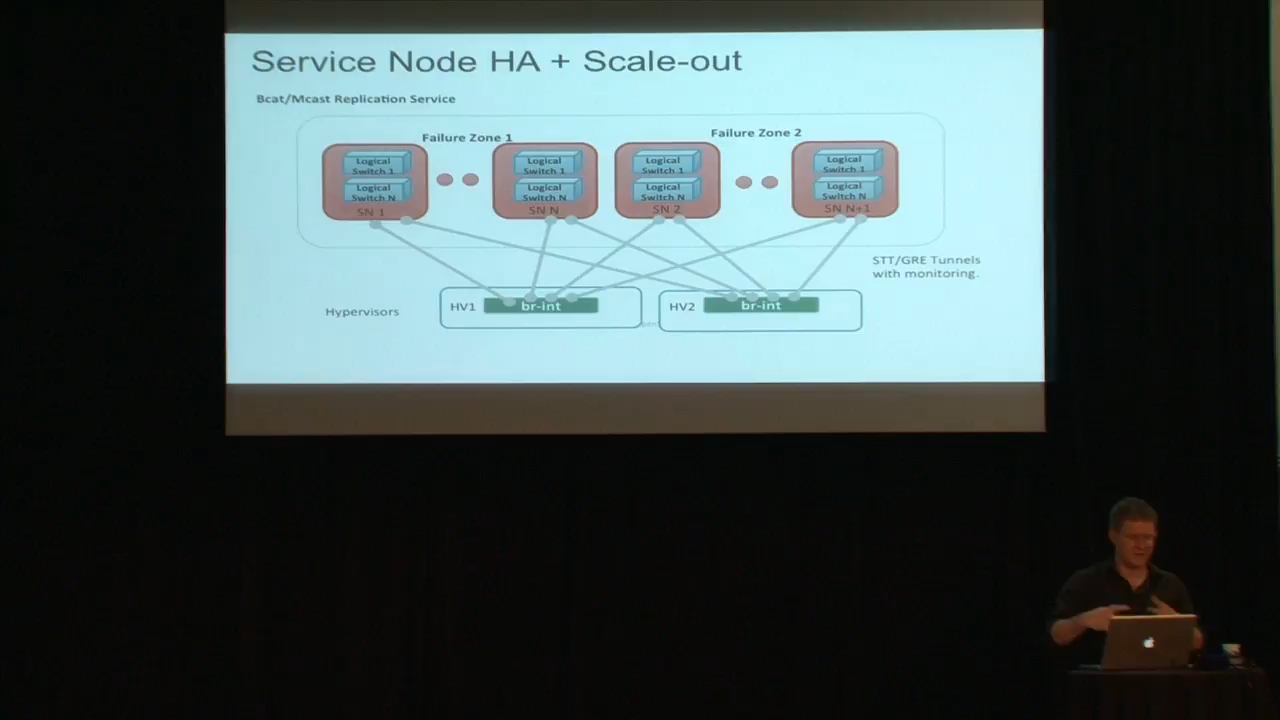 Service Node HA + Scale-out
Bcat/Mcast Replication Service
Failure Zone 1
Failure Zone 2
Logical
Switch 1
Logical
Switch N
SN 1
Logical
Switch 1
Logical
Switch N
SN N
Logical
Switch 1
Logical
Switch N
SN 2
Logical
Switch 1
Logical
Switch N
SN N+1
STT/GRE Tunnels
with monitoring.
Hypervisors
HV1
br-int
HV2
br-int